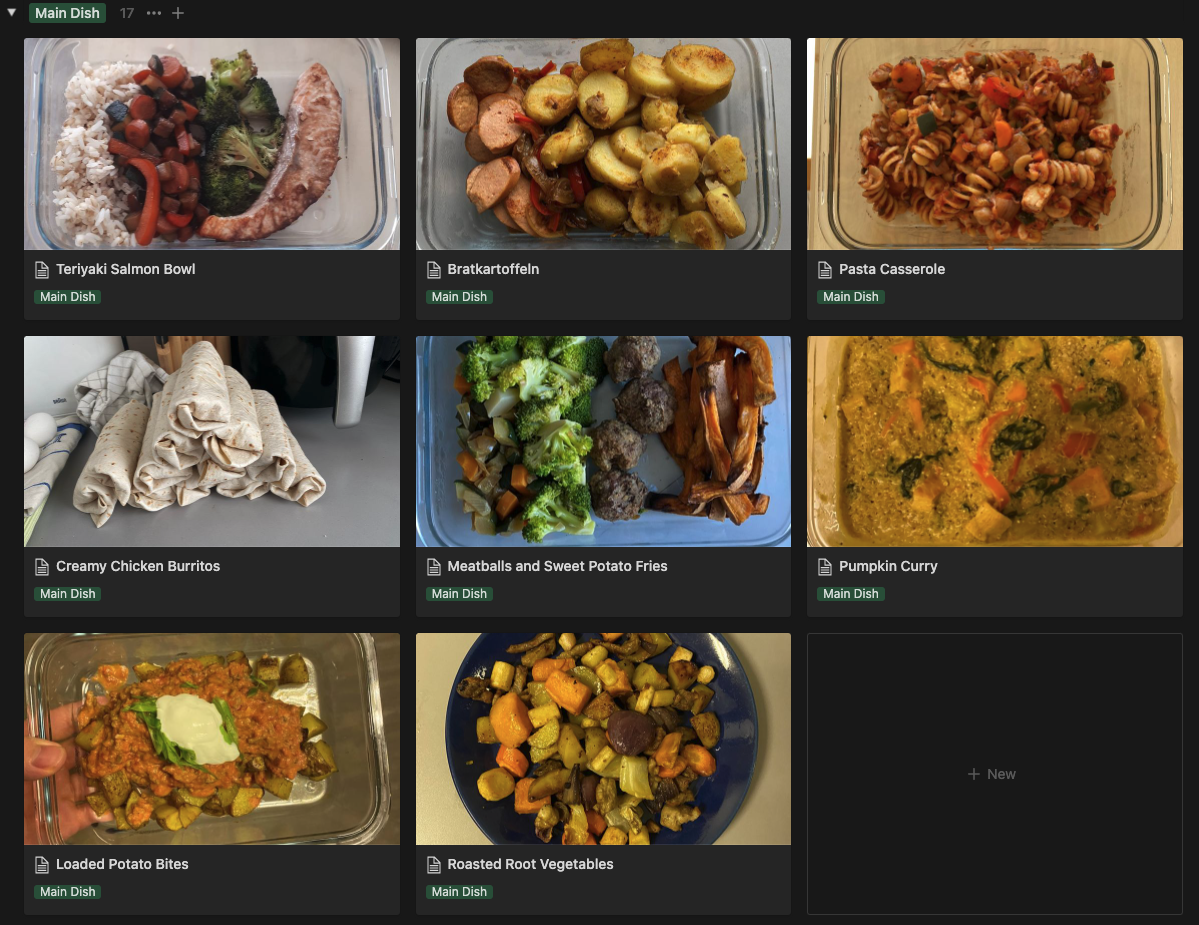 Main Dish 17 ••• +
Teriyaki Salmon Bowl
Main Dish
Bratkartoffeln
Main Dish
Pasta Casserole
Main Dish
Creamy Chicken Burritos
Main Dish
Meatballs and Sweet Potato Fries
Main Dish
Pumpkin Curry
Main Dish
Loaded Potato Bites
Main Dish
Roasted Root Vegetables
Main Dish
+ New